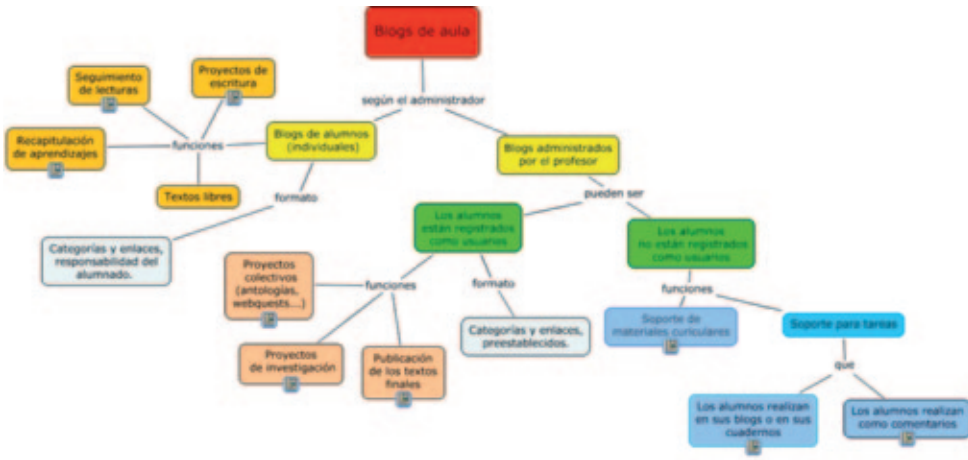 Blogs de aula
según el administrador
Blogs de alumnos
(individuales)
funciones
Seguimiento
de lecturas
Proyectos de
escritura
Recapitulación
de aprendizajes
Textos libres
formato
Categorías y enlaces,
responsabilidad del
alumnado.
Blogs administrados
por el profesor
pueden ser
Los alumnos
están registrados
como usuarios
funciones
Proyectos
colectivos
(antologías,
webquests...)
Proyectos
de investigación
Publicación
de los textos
finales
formato
Categorías y enlaces,
preestablecidos.
Los alumnos
no están registrados
como usuarios
funciones
Soporte de
materiales curiculares
Soporte para tareas
que
Los alumnos realizan
en sus blogs o en sus
cuadernos
Los alumnos realizan
como comentarios